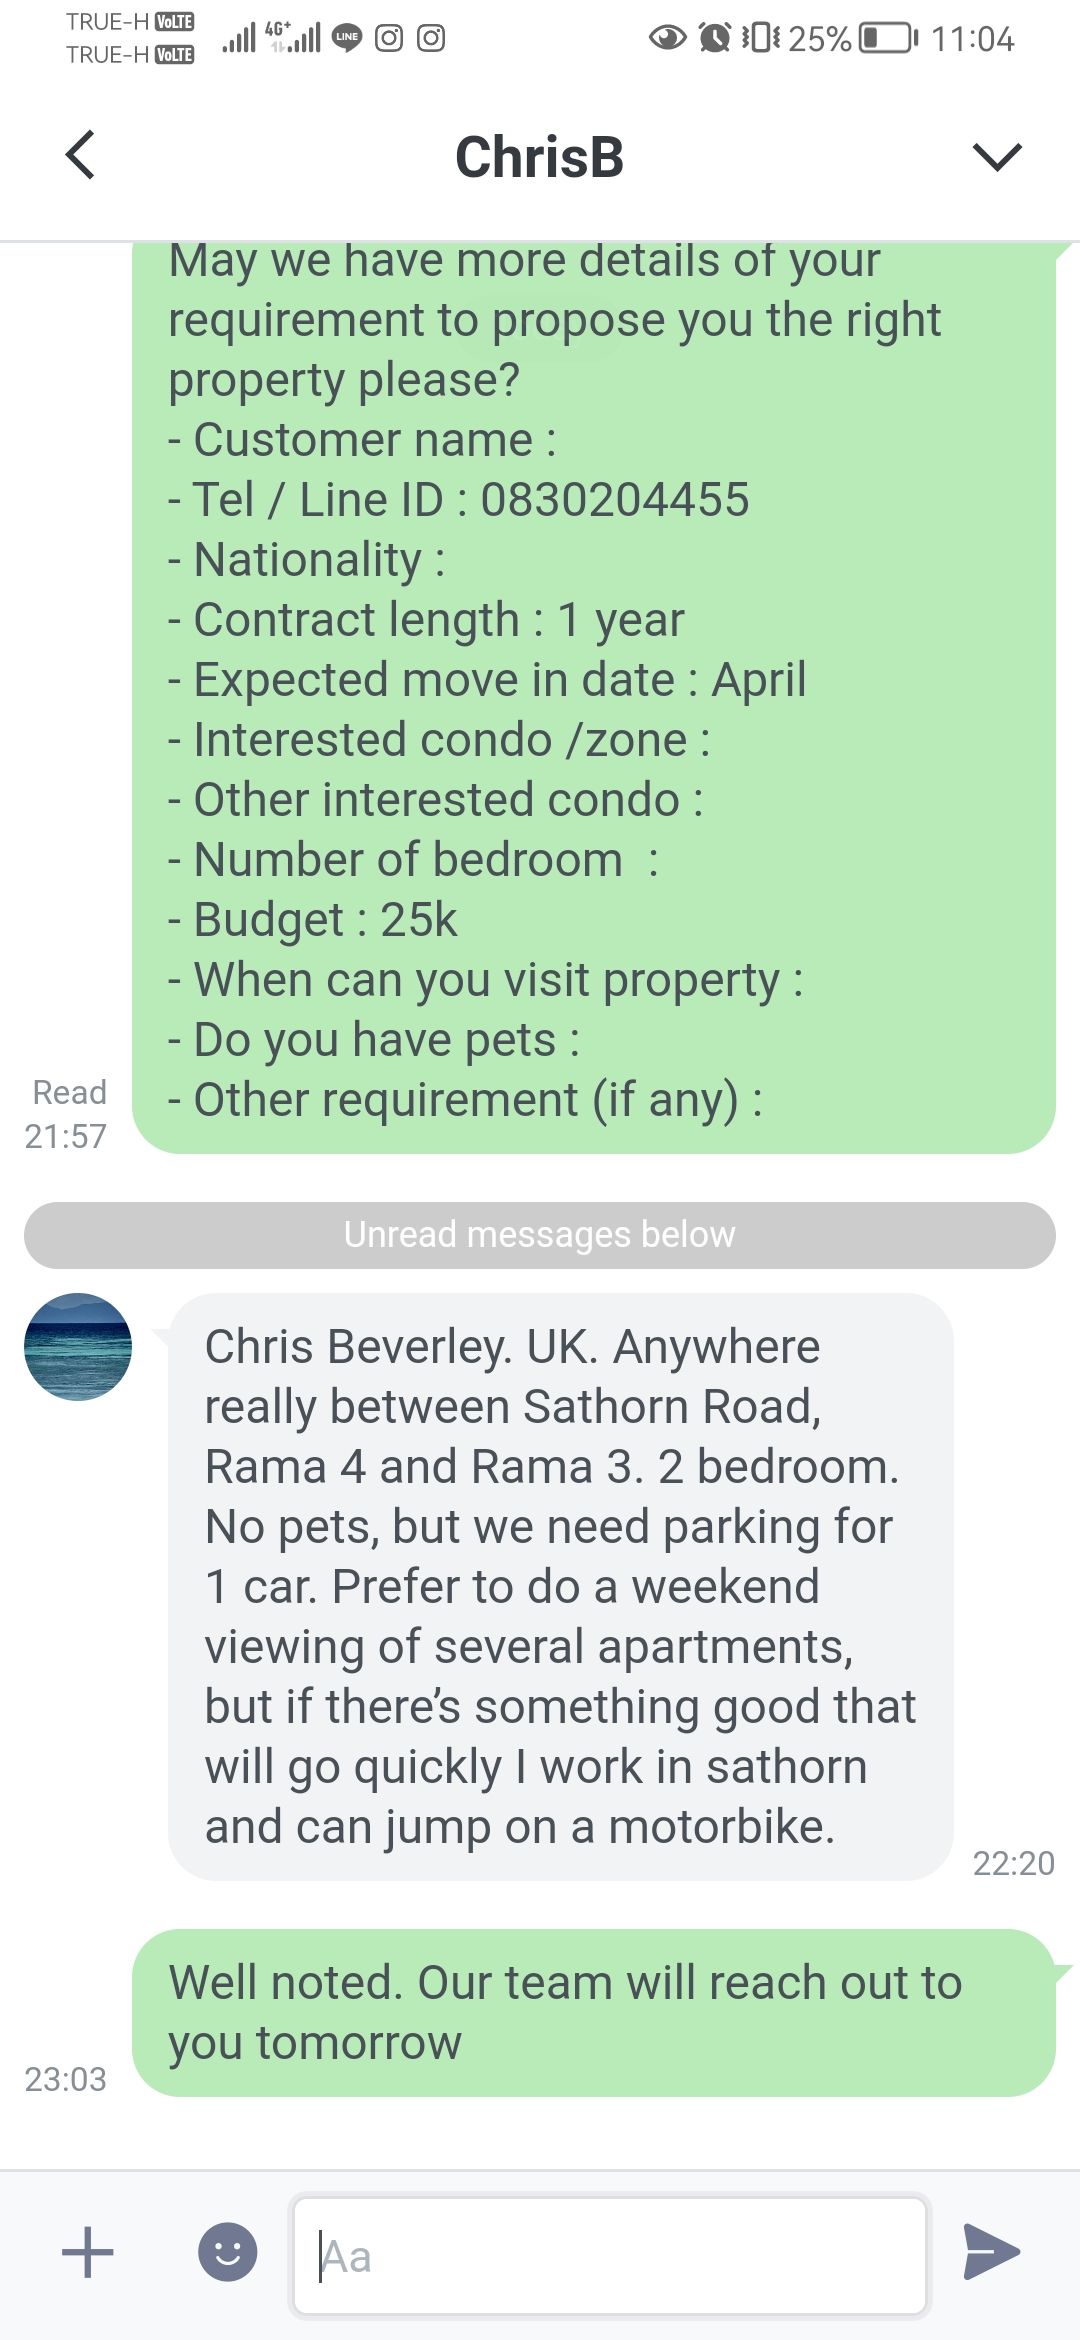 TRUE-H VoLTE
TRUE-H VoLTE
4G+
LINE
25%
11:04
ChrisB
May we have more details of your
requirement to propose you the right
property please?
- Customer name :
- Tel / Line ID : 0830204455
- Nationality :
- Contract length : 1 year
- Expected move in date : April
- Interested condo /zone :
- Other interested condo :
- Number of bedroom  :
- Budget : 25k
- When can you visit property :
- Do you have pets :
- Other requirement (if any) :
Read
21:57
Unread messages below
Chris Beverley. UK. Anywhere
really between Sathorn Road,
Rama 4 and Rama 3. 2 bedroom.
No pets, but we need parking for
1 car. Prefer to do a weekend
viewing of several apartments,
but if there’s something good that
will go quickly I work in sathorn
and can jump on a motorbike.
22:20
Well noted. Our team will reach out to
you tomorrow
23:03
Aa